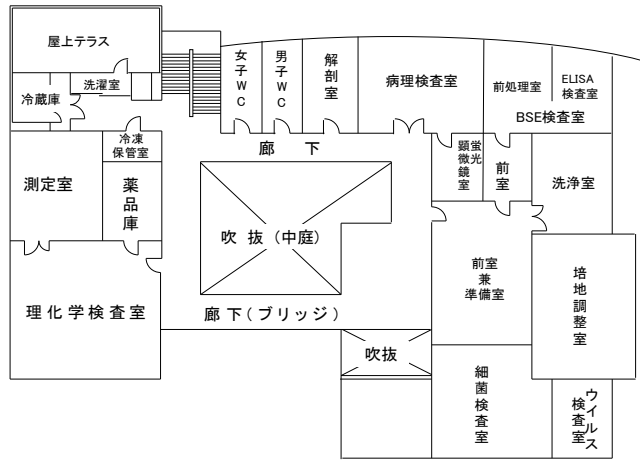 屋上テラス
洗濯室
冷蔵庫
女子WC
男子WC
解剖室
病理検査室
前処理室
ELISA
検査室
BSE検査室
冷凍
保管室
測定室
薬品庫
廊 下
蛍光
顕微鏡室
前室
洗浄室
吹 抜 (中庭)
前室
兼
準備室
培地調整室
理化学検査室
廊 下 ( ブリッジ )
吹抜
細菌検査室
ウイルス
検査室